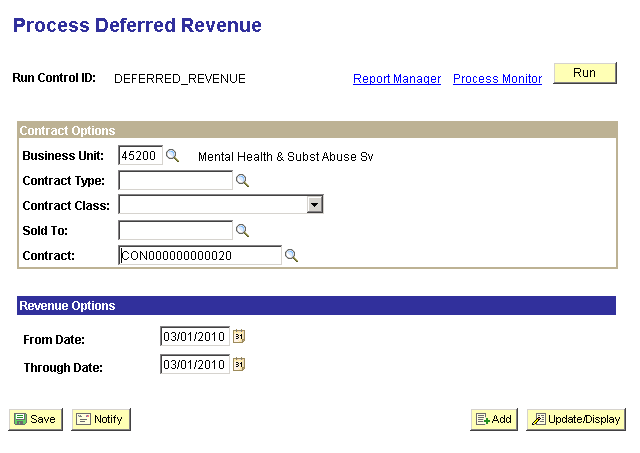 Process Deferred Revenue
Run Control ID: DEFERRED_REVENUE Report Manager Process Monitor Run
Contract Options
Business Unit: 45200 Mental Health & Subst Abuse Sv
Contract Type:
Contract Class:
Sold To:
Contract: CON000000000020
Revenue Options
From Date: 03/01/2010 31
Through Date: 03/01/2010 31
Save Notify Add Update/Display